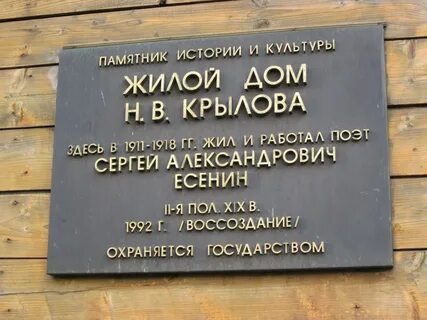 ПАМЯТНИК ИСТОРИИ И КУЛЬТУРЫ
ЖИЛОЙ ДОМ
Н.В. КРЫЛОВА
ЗДЕСЬ В 1911-1918 ГГ. ЖИЛ И РАБОТАЛ ПОЭТ
СЕРГЕЙ АЛЕКСАНДРОВИЧ
ЕСЕНИН
II-Я ПОЛ. XIX В.
1992 Г. /ВОССОЗДАНИЕ/
ОХРАНЯЕТСЯ ГОСУДАРСТВОМ